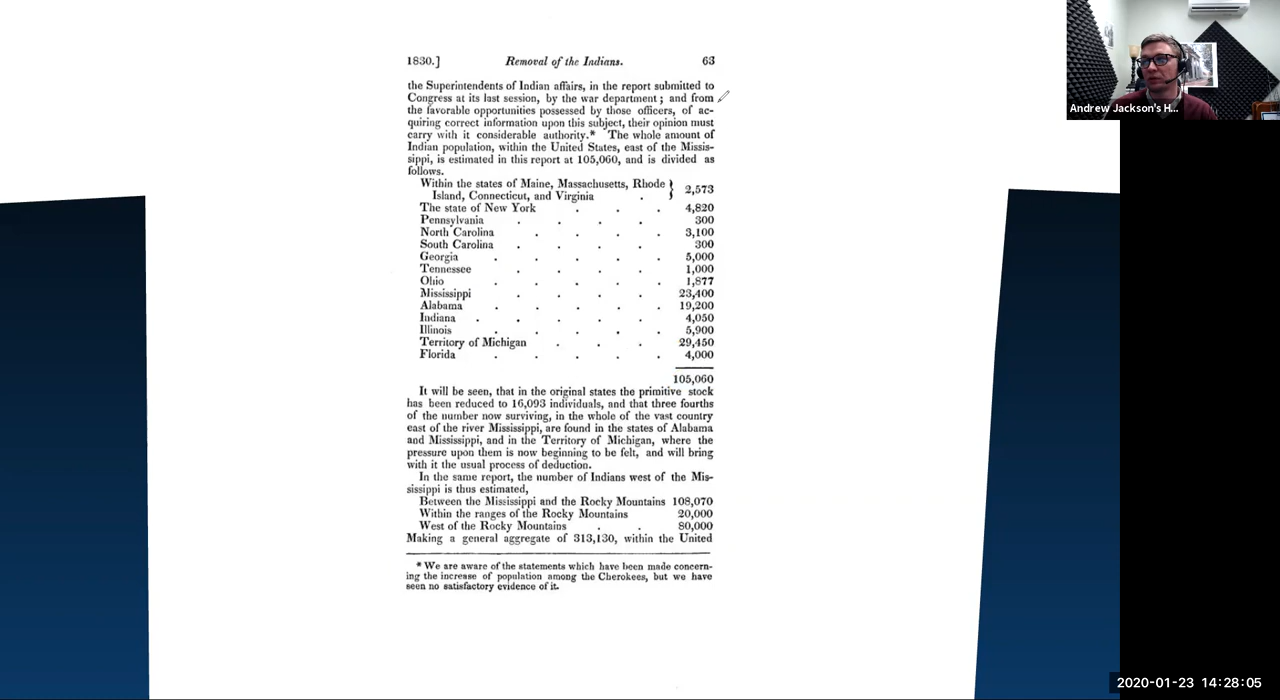 1830.] Removal of the Indians. 63
the Superintendents of Indian affairs, in the report submitted to
Congress at its last session, by the war department; and from
the favorable opportunities possessed by those officers, of ac-
quiring correct information upon this subject, their opinion must
carry with it considerable authority.* The whole amount of
Indian population, within the United States, east of the Missis-
sippi, is estimated in this report at 105,060, and is divided as
follows.
Within the states of Maine, Massachusetts, Rhode
Island, Connecticut, and Virginia . } 2,573
The state of New York . . . 4,820
Pennsylvania . . . . 300
North Carolina . . . . 3,100
South Carolina . . . . 300
Georgia . . . . . 5,000
Tennessee . . . . 1,000
Ohio . . . . . 1,877
Mississippi . . . . 23,400
Alabama . . . . . 19,200
Indiana . . . . . 4,050
Illinois . . . . . 5,900
Territory of Michigan . . . 29,450
Florida . . . . . 4,000
105,060
It will be seen, that in the original states the primitive stock
has been reduced to 16,093 individuals, and that three fourths
of the number now surviving, in the whole of the vast country
east of the river Mississippi, are found in the states of Alabama
and Mississippi, and in the Territory of Michigan, where the
pressure upon them is now beginning to be felt, and will bring
with it the usual process of deduction.
In the same report, the number of Indians west of the Mis-
sissippi is thus estimated,
Between the Mississippi and the Rocky Mountains 108,070
Within the ranges of the Rocky Mountains 20,000
West of the Rocky Mountains . . 80,000
Making a general aggregate of 313,130, within the United
* We are aware of the statements which have been made concern-
ing the increase of population among the Cherokees, but we have
seen no satisfactory evidence of it.
Andrew Jackson's H...
2020-01-23 14:28:05